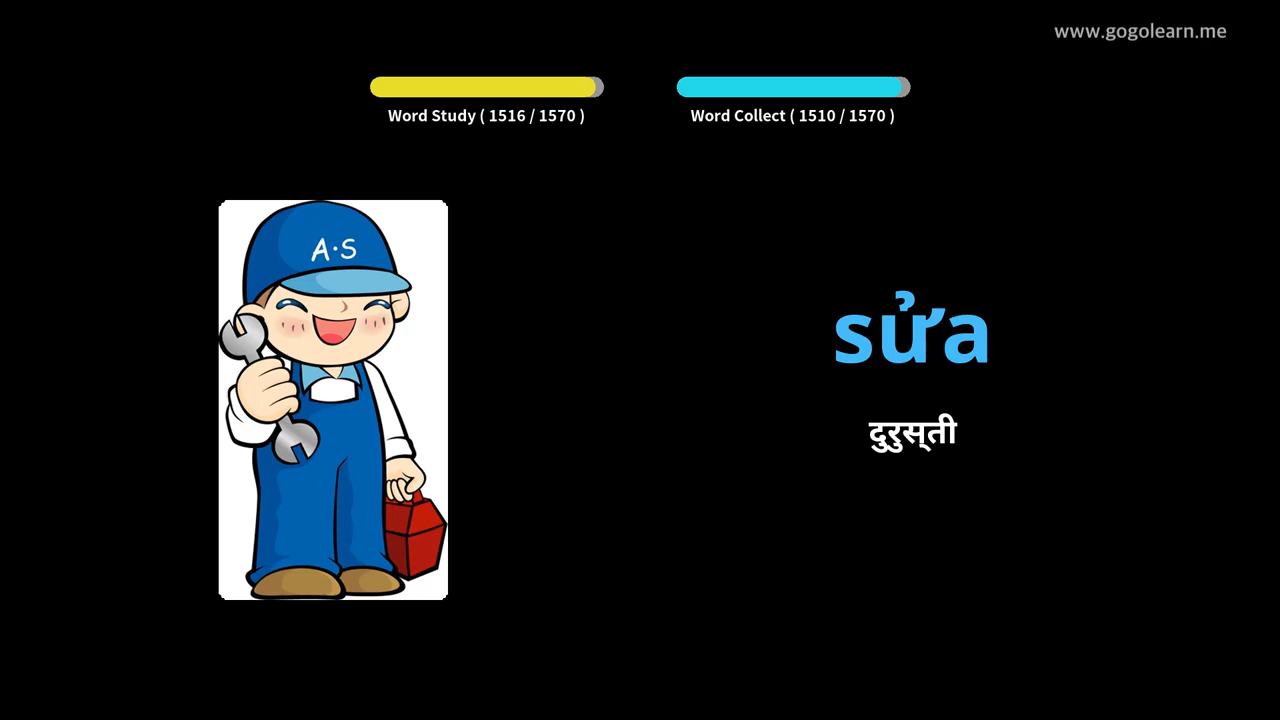 www.gogolearn.me
Word Study ( 1516 / 1570 )
Word Collect ( 1510 / 1570 )
A·S
sửa
दुरुस्ती